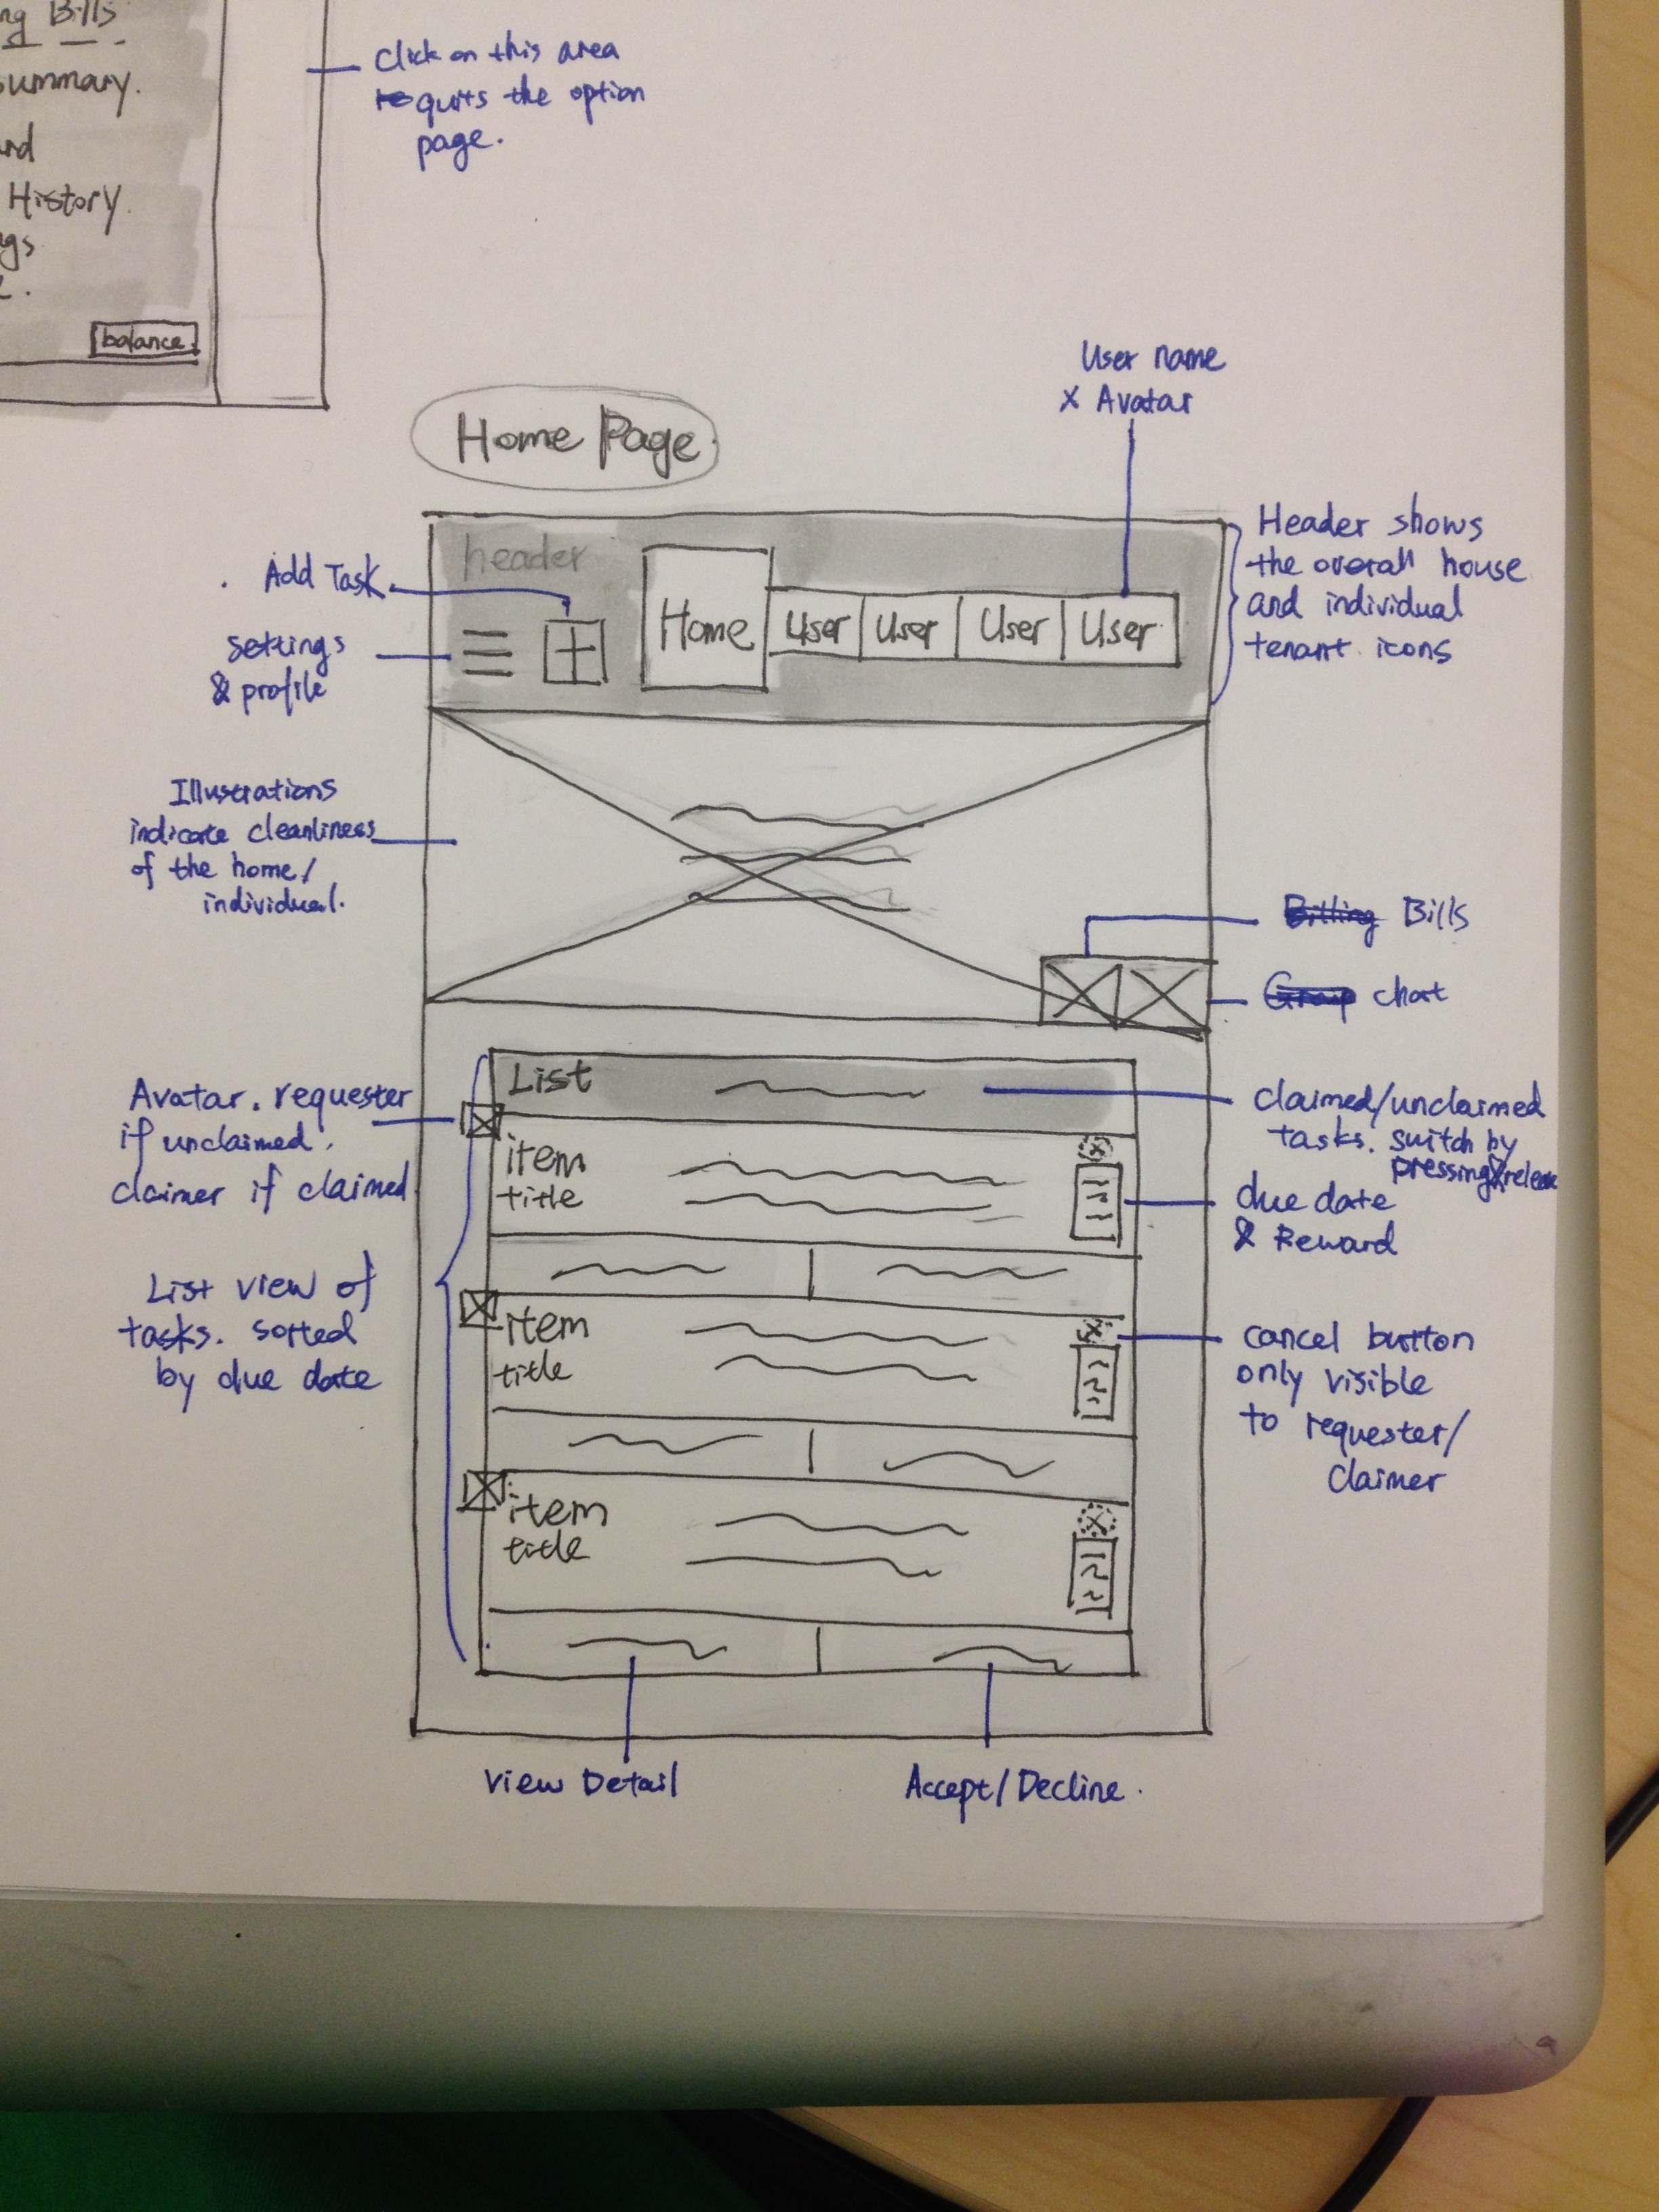 ng Bills
summary.
and
History.
gs
balance.
Click on this area
quits the option
page.
Home Page.
User name
x Avatar
header
Home
User
User
User
User
Add Task
settings
& profile
Header shows
the overall house
and individual
tenant icons
Illustrations
indicate cleanliness
of the home/
individual.
Billing Bills
Group chat
List
Avatar. requester
if unclaimed.
claimer if claimed
claimed/unclaimed
tasks. switch by
pressing
item
title
due date
& Reward
List view of
tasks. sorted
by due date
item
title
cancel button
only visible
to requester/
claimer
item
title
View Detail
Accept/Decline.